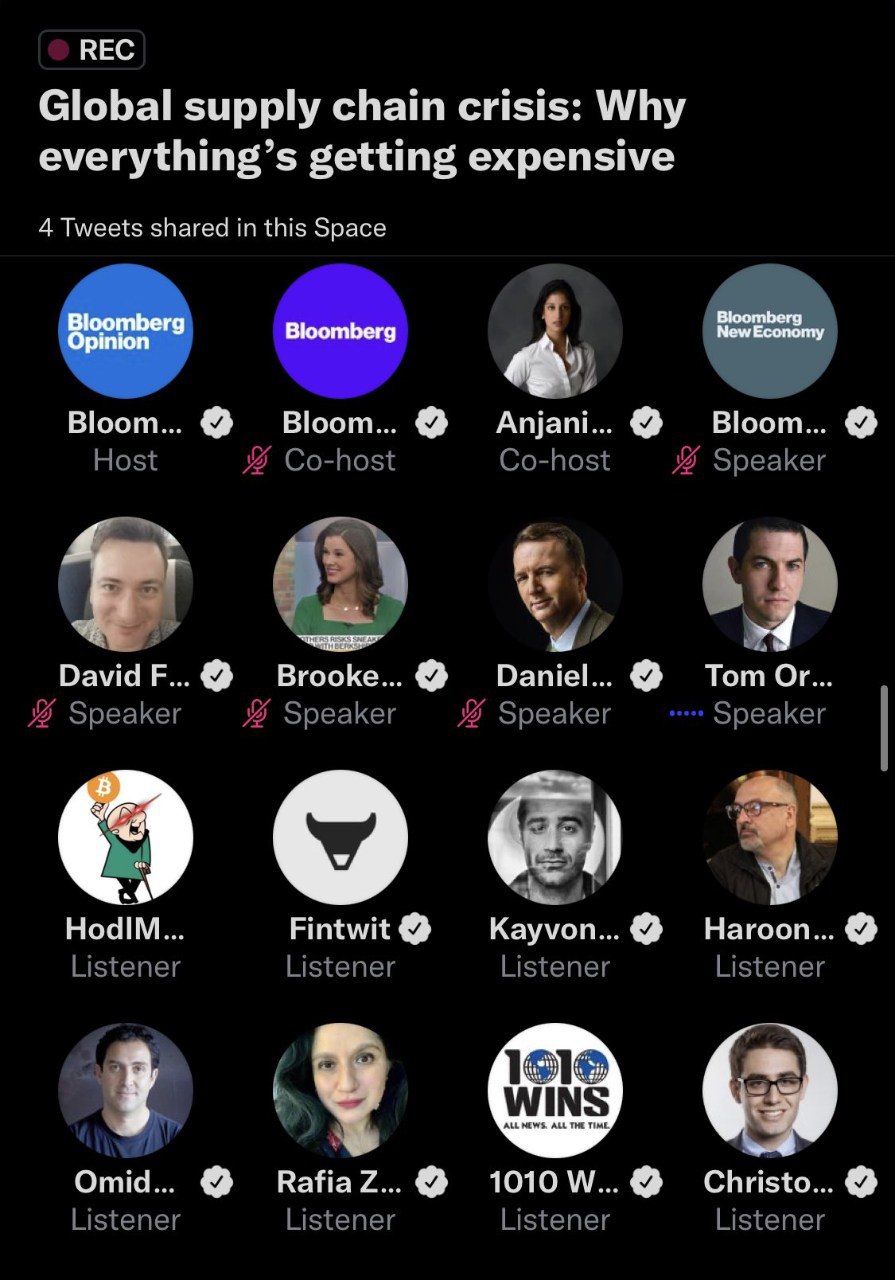 REC
Global supply chain crisis: Why
everything’s getting expensive
4 Tweets shared in this Space
Bloomberg
Opinion
Bloomberg
Bloomberg
New Economy
Bloom... Bloom... Anjani... Bloom...
Host Co-host Co-host Speaker
OTHERS RISKS SNEAK
WITH BERKSH
David F... Brooke... Daniel... Tom Or...
Speaker Speaker Speaker Speaker
HodlM... Fintwit Kayvon... Haroon...
Listener Listener Listener Listener
1010
WINS
ALL NEWS. ALL THE TIME.
Omid... Rafia Z... 1010 W... Christo...
Listener Listener Listener Listener